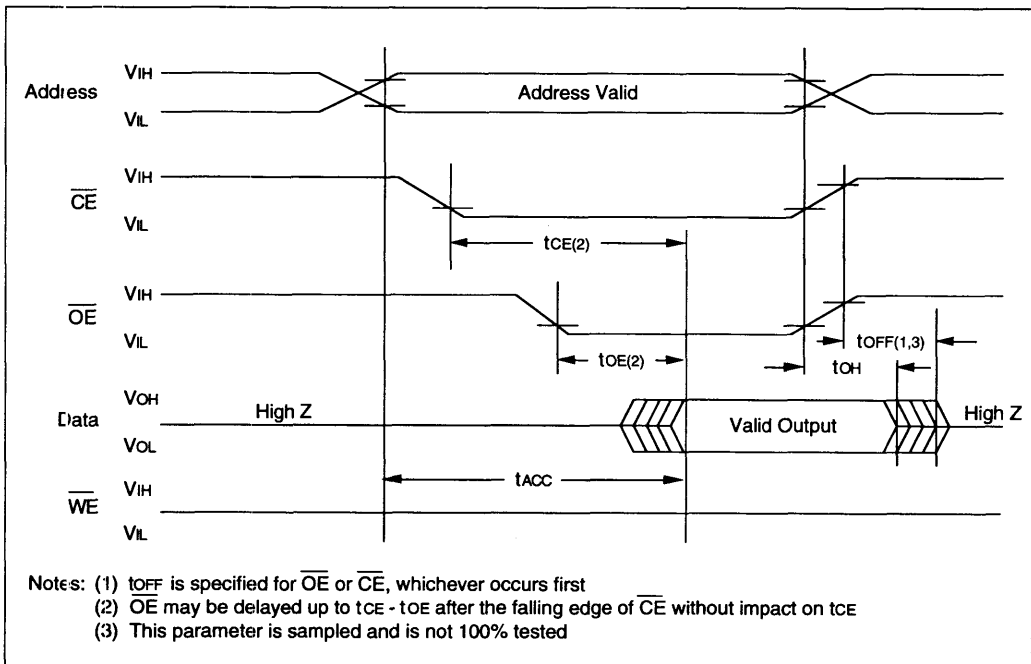 VIH
Address
Address Valid
VIL
VIH
CE
VIL
tCE(2)
VIH
OE
VIL
tOFF(1,3)
tOE(2)
tOH
VOH
High Z
Data
Valid Output
High Z
VOL
tACC
VIH
WE
VIL
Notes: (1) tOFF is specified for OE or CE, whichever occurs first
(2) OE may be delayed up to tCE - tOE after the falling edge of CE without impact on tCE
(3) This parameter is sampled and is not 100% tested